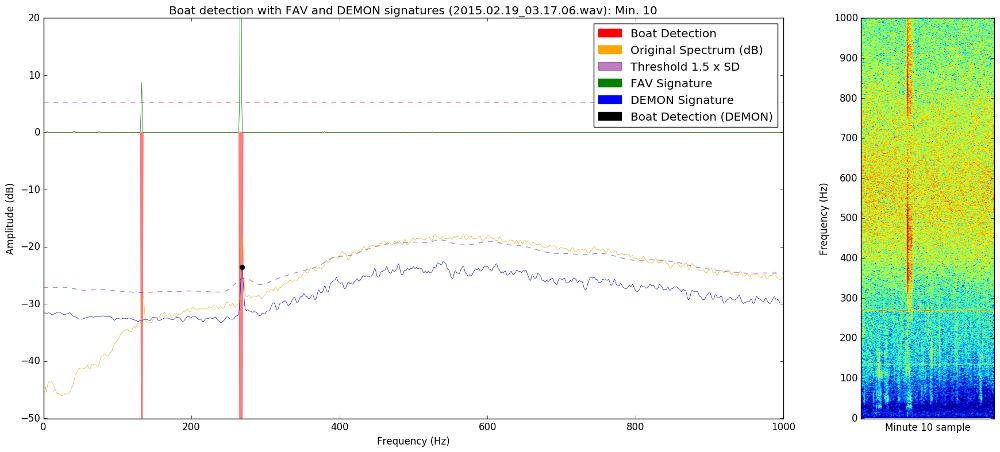 Boat detection with FAV and DEMON signatures (2015.02.19_03.17.06.wav): Min. 10
Boat Detection
Original Spectrum (dB)
Threshold 1.5 x SD
FAV Signature
DEMON Signature
Boat Detection (DEMON)
20
10
0
−10
−20
−30
−40
−50
Amplitude (dB)
0
200
400
600
800
1000
Frequency (Hz)
1000
900
800
700
600
500
400
300
200
100
0
Frequency (Hz)
Minute 10 sample